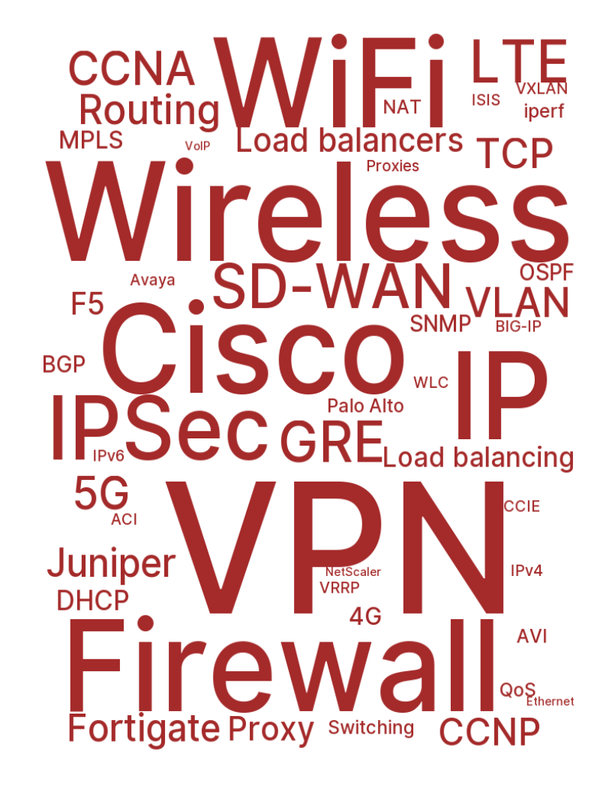 CCNA WiFi LTE
VXLAN
Routing NAT ISIS iperf
MPLS VoIP Load balancers TCP
Proxies
Wireless
Avaya SD-WAN OSPF
F5 VLAN
Cisco SNMP BIG-IP
BGP WLC IP
Palo Alto
IPSec GRE
IPv6 Load balancing
5G VPN CCIE
ACI
Juniper NetScaler IPv4
DHCP VRRP
4G
Firewall AVI
QoS
Ethernet
Fortigate Proxy Switching CCNP